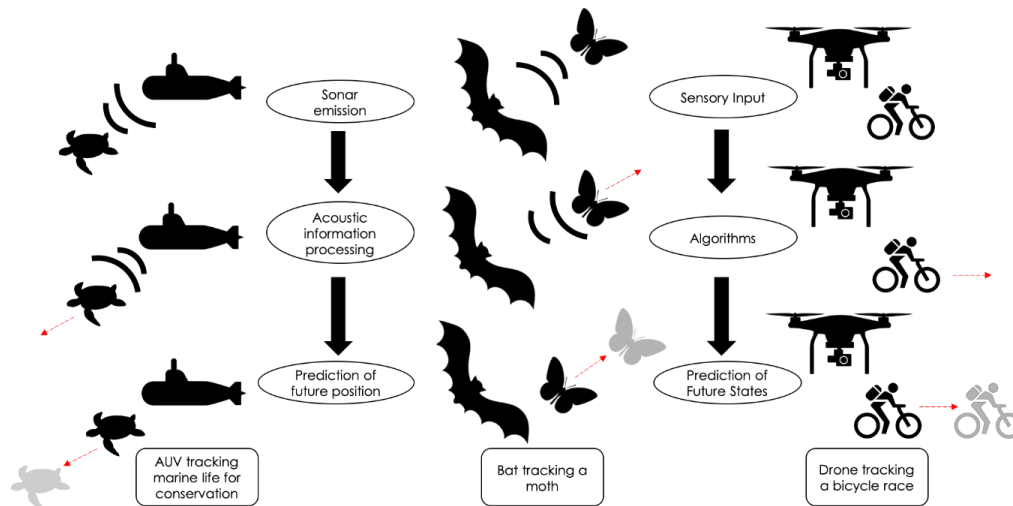 Sonar
emission
Sensory Input
Acoustic
information
processing
Algorithms
Prediction of
future position
Prediction of
Future States
AUV tracking
marine life for
conservation
Bat tracking a
moth
Drone tracking
a bicycle race